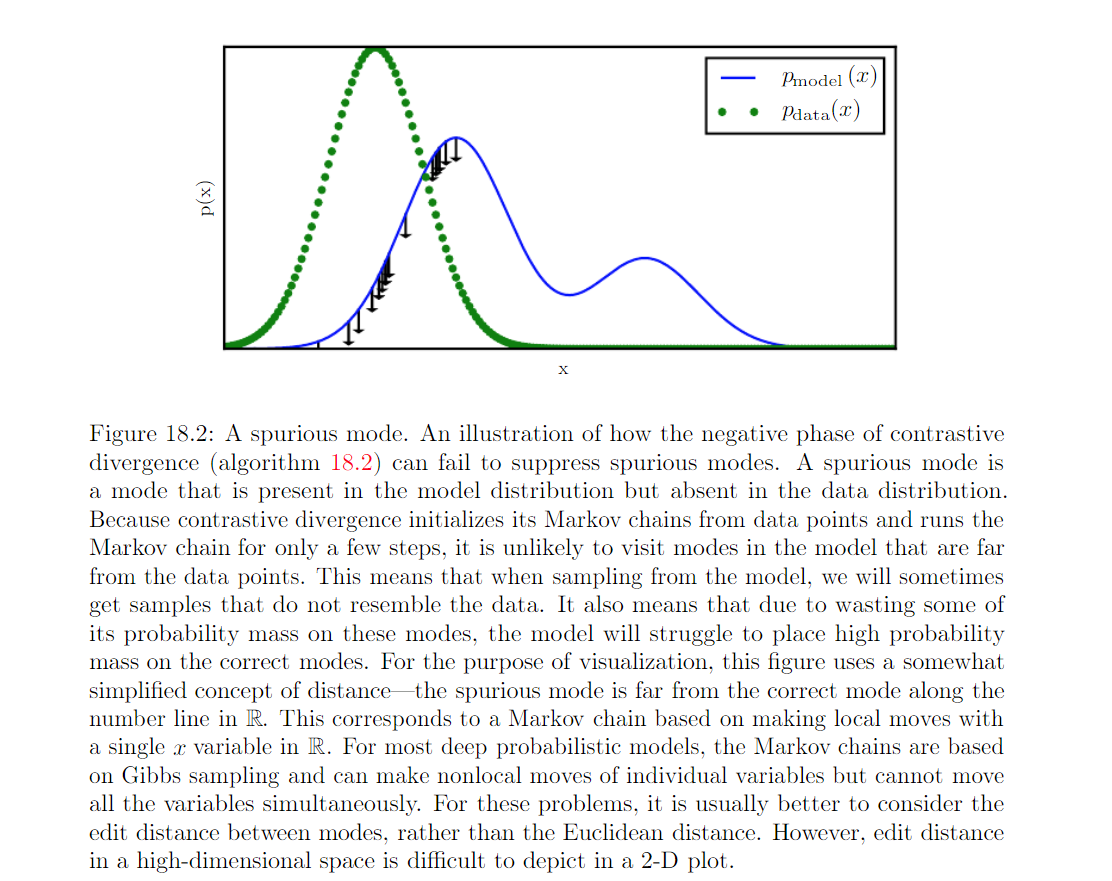 p_model (x)
p_data(x)
p(x)
x
Figure 18.2: A spurious mode. An illustration of how the negative phase of contrastive
divergence (algorithm 18.2) can fail to suppress spurious modes. A spurious mode is
a mode that is present in the model distribution but absent in the data distribution.
Because contrastive divergence initializes its Markov chains from data points and runs the
Markov chain for only a few steps, it is unlikely to visit modes in the model that are far
from the data points. This means that when sampling from the model, we will sometimes
get samples that do not resemble the data. It also means that due to wasting some of
its probability mass on these modes, the model will struggle to place high probability
mass on the correct modes. For the purpose of visualization, this figure uses a somewhat
simplified concept of distance—the spurious mode is far from the correct mode along the
number line in ℝ. This corresponds to a Markov chain based on making local moves with
a single x variable in ℝ. For most deep probabilistic models, the Markov chains are based
on Gibbs sampling and can make nonlocal moves of individual variables but cannot move
all the variables simultaneously. For these problems, it is usually better to consider the
edit distance between modes, rather than the Euclidean distance. However, edit distance
in a high-dimensional space is difficult to depict in a 2-D plot.